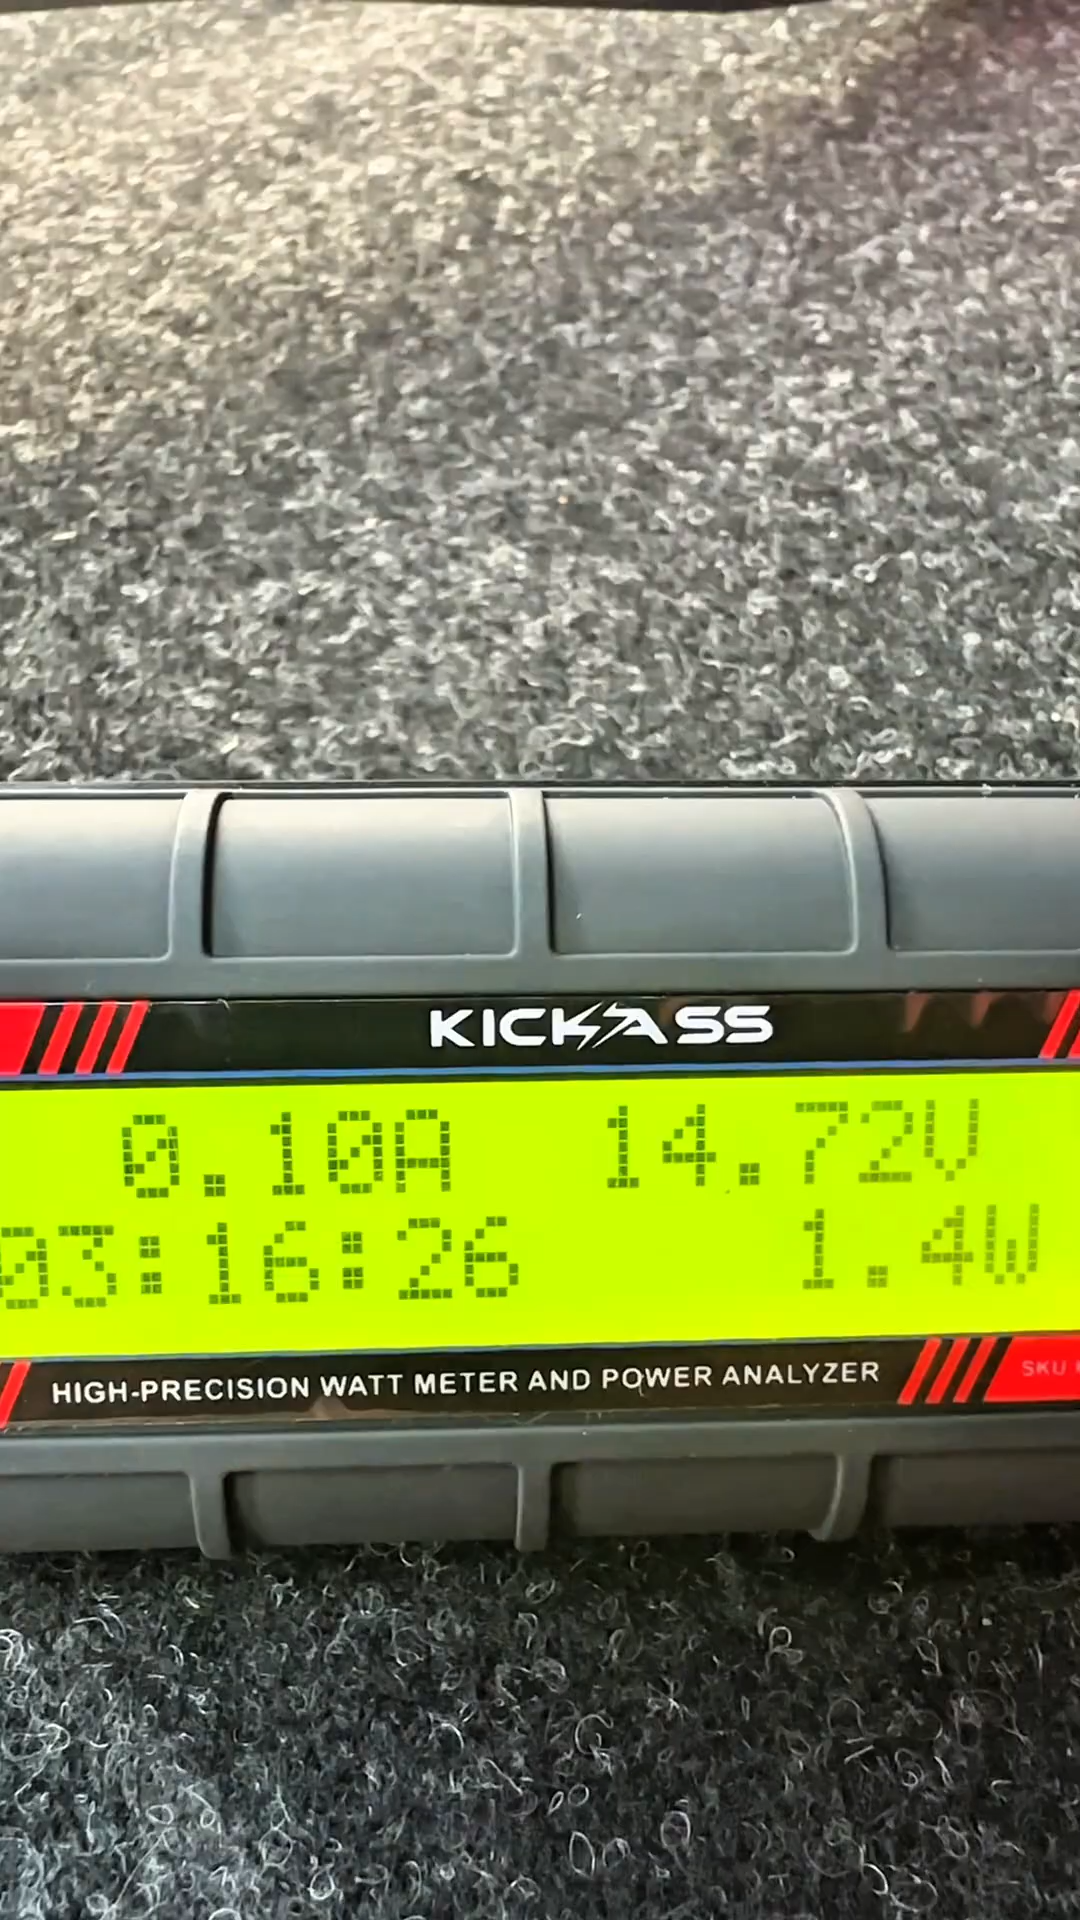 KICKASS
0.10A 14.72V
03:16:26 1.4W
HIGH-PRECISION WATT METER AND POWER ANALYZER
SKU